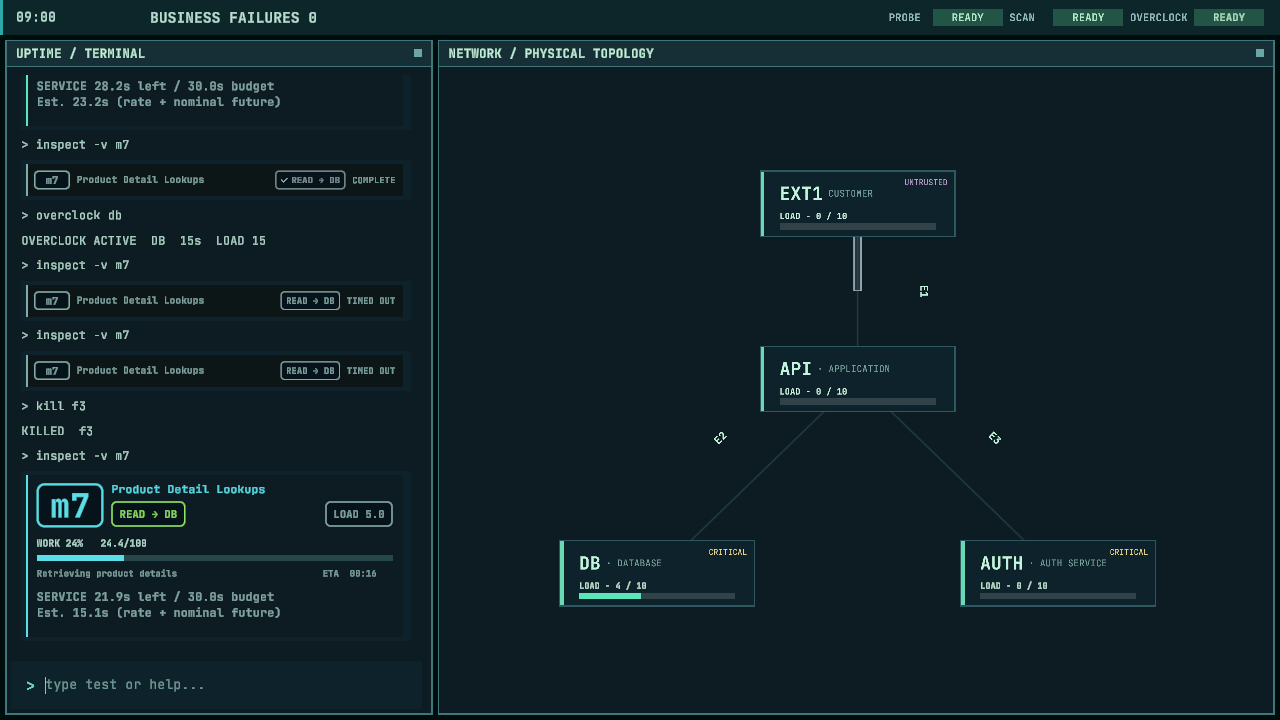 09:00 BUSINESS FAILURES 0 PROBE READY SCAN READY OVERCLOCK READY
UPTIME / TERMINAL
SERVICE 28.2s left / 30.0s budget
Est. 23.2s (rate + nominal future)
> inspect -v m7
m7 Product Detail Lookups ✓ READ → DB COMPLETE
> overclock db
OVERCLOCK ACTIVE DB 15s LOAD 15
> inspect -v m7
m7 Product Detail Lookups READ → DB TIMED OUT
> inspect -v m7
m7 Product Detail Lookups READ → DB TIMED OUT
> kill f3
KILLED f3
> inspect -v m7
m7 Product Detail Lookups
READ → DB LOAD 5.0
WORK 24% 24.4/100
Retrieving product details ETA 00:16
SERVICE 21.9s left / 30.0s budget
Est. 15.1s (rate + nominal future)
> type test or help...
NETWORK / PHYSICAL TOPOLOGY
UNTRUSTED
EXT1 CUSTOMER
LOAD - 0 / 10
E1
API · APPLICATION
LOAD - 0 / 10
E2
E3
CRITICAL
DB · DATABASE
LOAD - 4 / 10
CRITICAL
AUTH · AUTH SERVICE
LOAD - 0 / 10